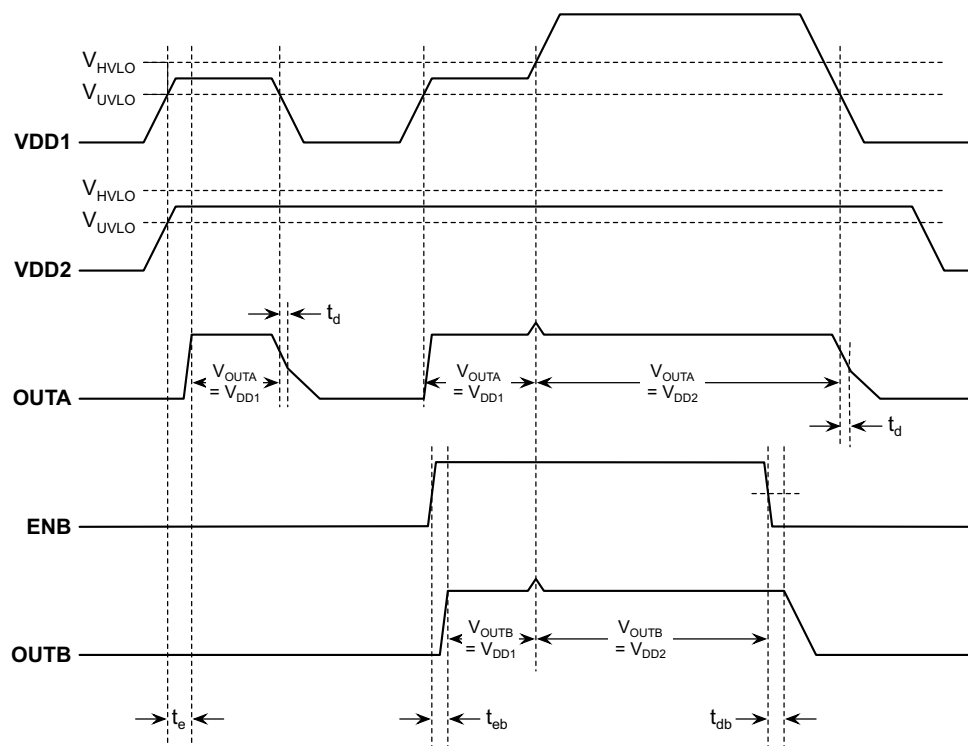 V_HVLO
V_UVLO
VDD1
V_HVLO
V_UVLO
VDD2
t_d
V_OUTA
= V_DD1
V_OUTA
= V_DD1
V_OUTA
= V_DD2
OUTA
t_d
ENB
V_OUTB
= V_DD1
V_OUTB
= V_DD2
OUTB
t_e
t_eb
t_db